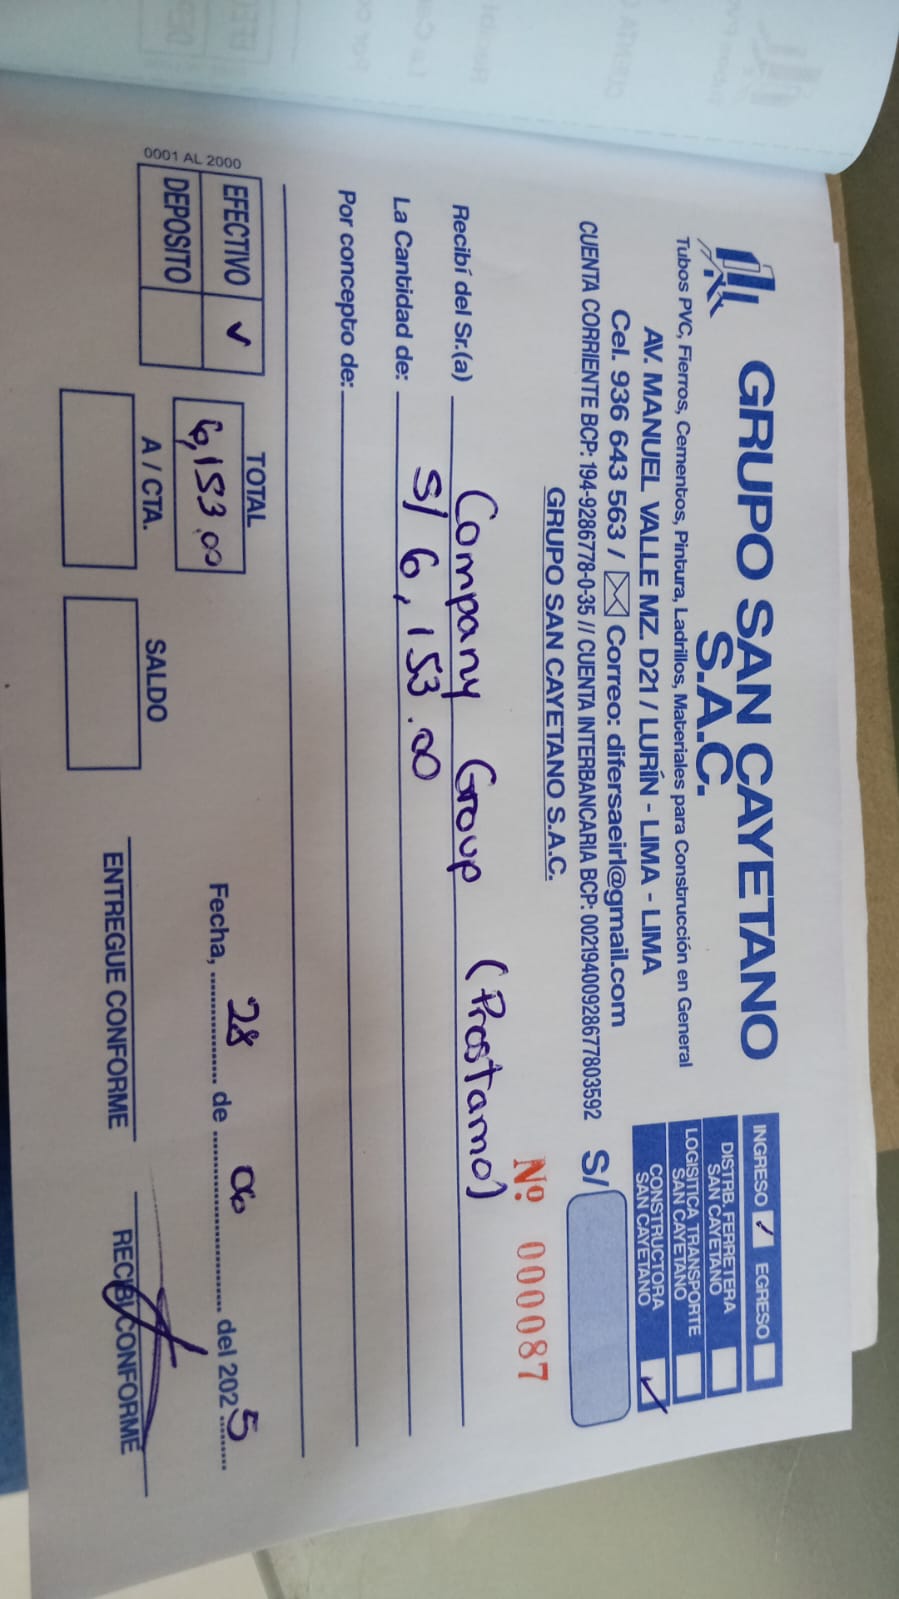 GRUPO SAN CAYETANO
S.A.C.
Tubos PVC, Fierros, Cementos, Pintura, Ladrillos, Materiales para Construcción en General
AV. MANUEL VALLE MZ. D21 / LURÍN - LIMA - LIMA
Cel. 936 643 563 / Correo: difersaeirl@gmail.com
CUENTA CORRIENTE BCP: 194-9286778-0-35 // CUENTA INTERBANCARIA BCP: 00219400928677803592
GRUPO SAN CAYETANO S.A.C.
INGRESO ✓ EGRESO
DISTRB. FERRETERA
SAN CAYETANO
LOGISITICA TRANSPORTE
SAN CAYETANO
CONSTRUCTORA
SAN CAYETANO ✓
S/
Nº 000087
Recibí del Sr.(a) Company Group (Prostamo)
La Cantidad de: S/ 6,153.00
Por concepto de:
0001 AL 2000
EFECTIVO ✓
DEPOSITO
TOTAL
6,153.00
A / CTA.
SALDO
Fecha, 28 de del 2025
ENTREGUE CONFORME
RECIBI CONFORME